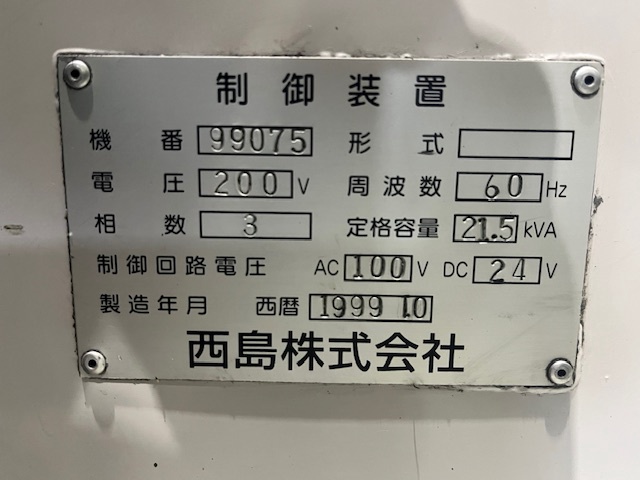 制御装置
機番 99075 形式
電圧 200 V 周波数 60 Hz
相数 3 定格容量 21.5 kVA
制御回路電圧 AC 100 V DC 24 V
製造年月 西暦 1999 10
西島株式会社